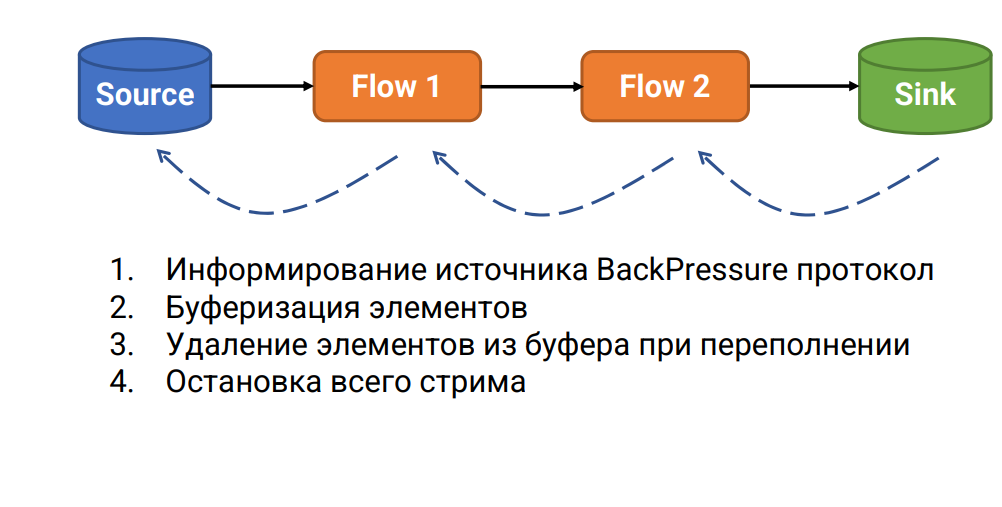 Source
Flow 1
Flow 2
Sink
1. Информирование источника BackPressure протокол
2. Буферизация элементов
3. Удаление элементов из буфера при переполнении
4. Остановка всего стрима